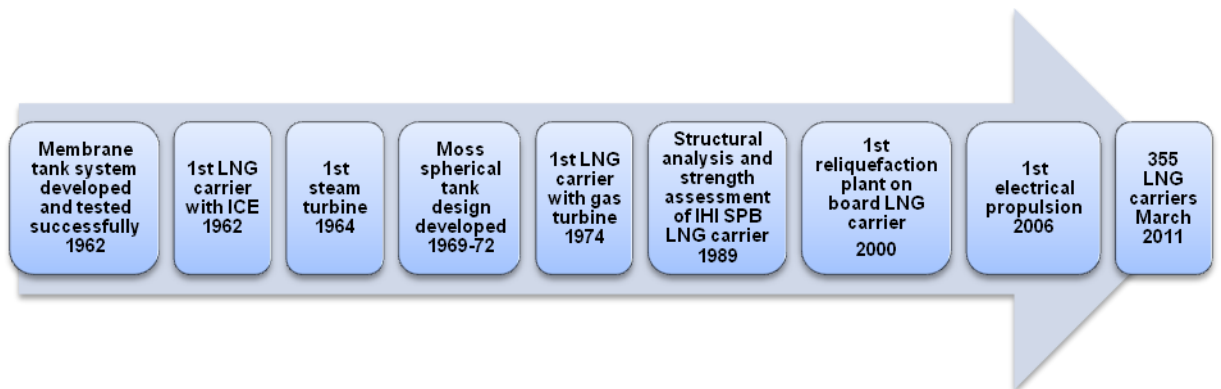 Membrane
tank system
developed
and tested
successfully
1962
1st LNG
carrier
with ICE
1962
1st
steam
turbine
1964
Moss
spherical
tank
design
developed
1969-72
1st LNG
carrier
with gas
turbine
1974
Structural
analysis and
strength
assessment
of IHI SPB
LNG carrier
1989
1st
reliquefaction
plant on
board LNG
carrier
2000
1st
electrical
propulsion
2006
355
LNG
carriers
March
2011